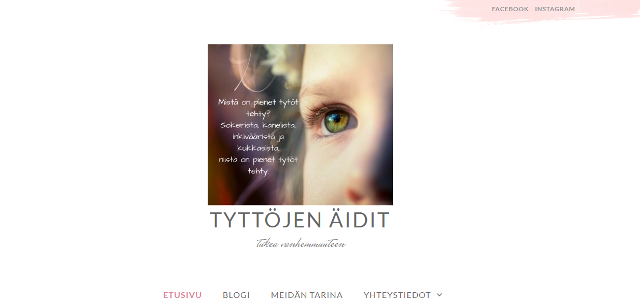 FACEBOOK INSTAGRAM
Mistä on pienet tytöt
tehty?
Sokerista, kanelista,
inkivääristä ja
kukkasista,
niistä on pienet tytöt
tehty.
TYTTÖJEN ÄIDIT
tukea vanhemmuuteen
ETUSIVU BLOGI MEIDÄN TARINA YHTEYSTIEDOT